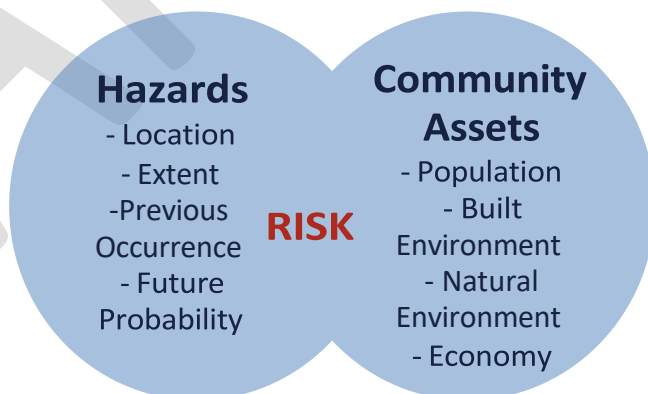 Hazards
- Location
- Extent
-Previous
Occurrence
- Future
Probability
RISK
Community
Assets
- Population
- Built
Environment
- Natural
Environment
- Economy